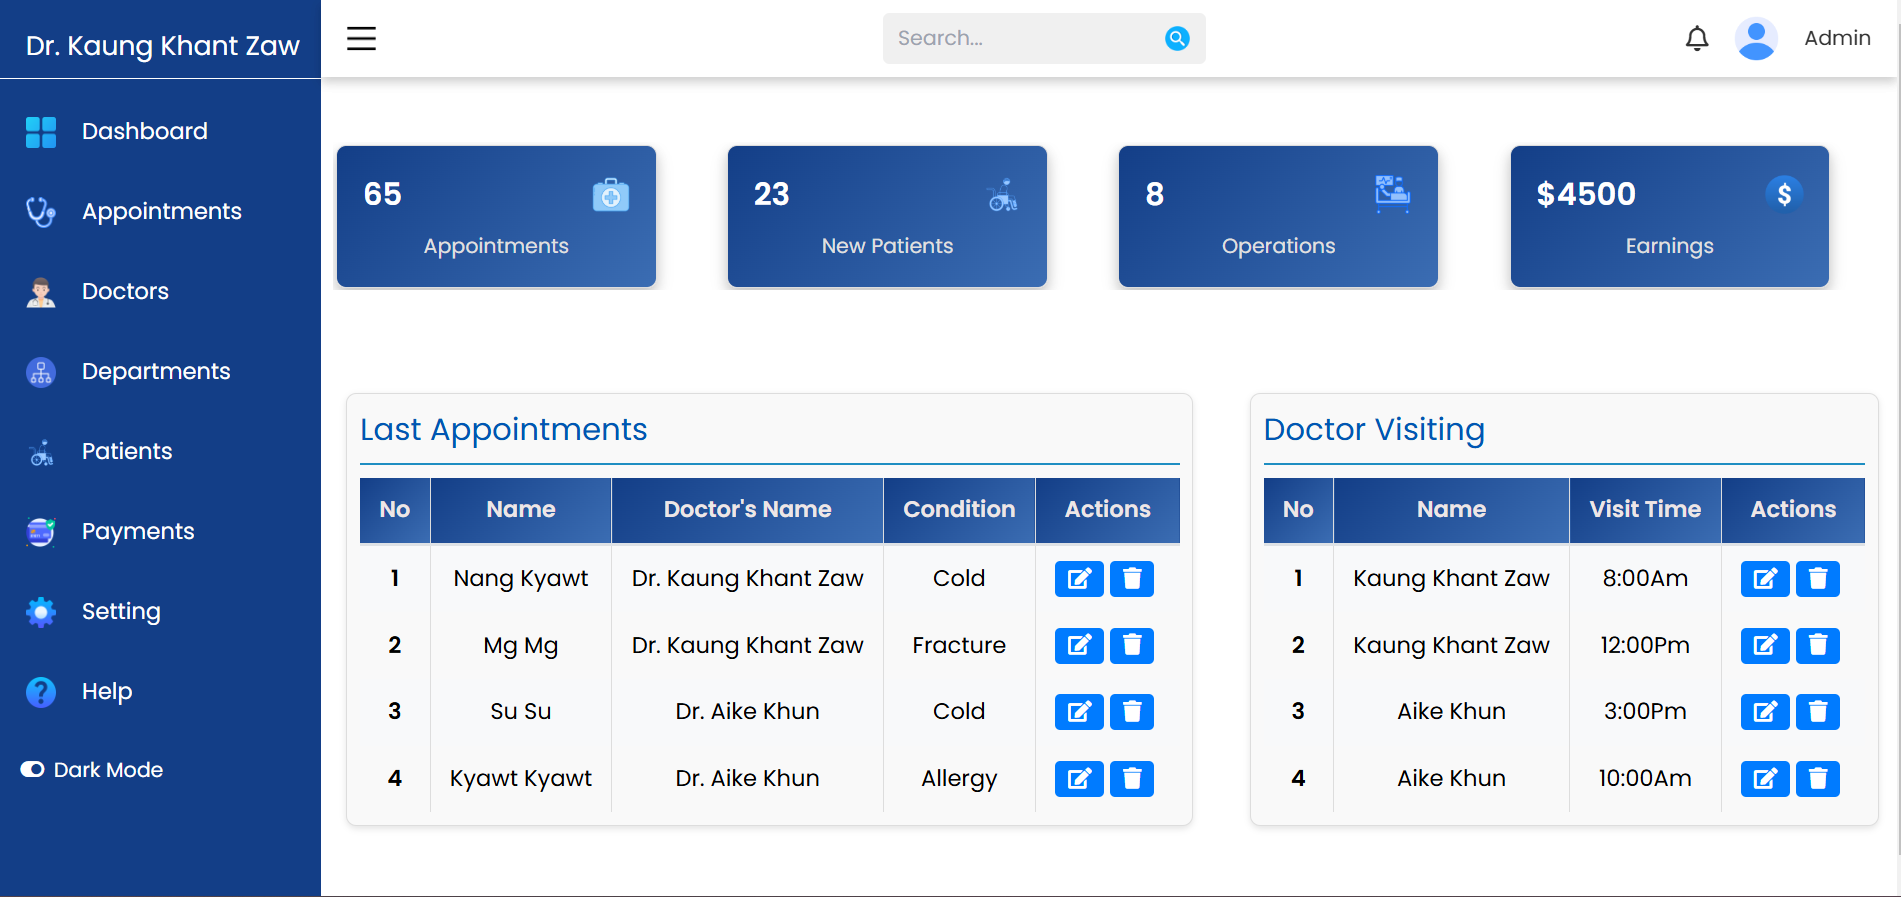 Dr. Kaung Khant Zaw
Search...
Admin
Dashboard
Appointments
Doctors
Departments
Patients
Payments
Setting
Help
Dark Mode
65
Appointments
23
New Patients
8
Operations
$4500
Earnings
Last Appointments
No Name Doctor's Name Condition Actions
1 Nang Kyawt Dr. Kaung Khant Zaw Cold
2 Mg Mg Dr. Kaung Khant Zaw Fracture
3 Su Su Dr. Aike Khun Cold
4 Kyawt Kyawt Dr. Aike Khun Allergy
Doctor Visiting
No Name Visit Time Actions
1 Kaung Khant Zaw 8:00Am
2 Kaung Khant Zaw 12:00Pm
3 Aike Khun 3:00Pm
4 Aike Khun 10:00Am